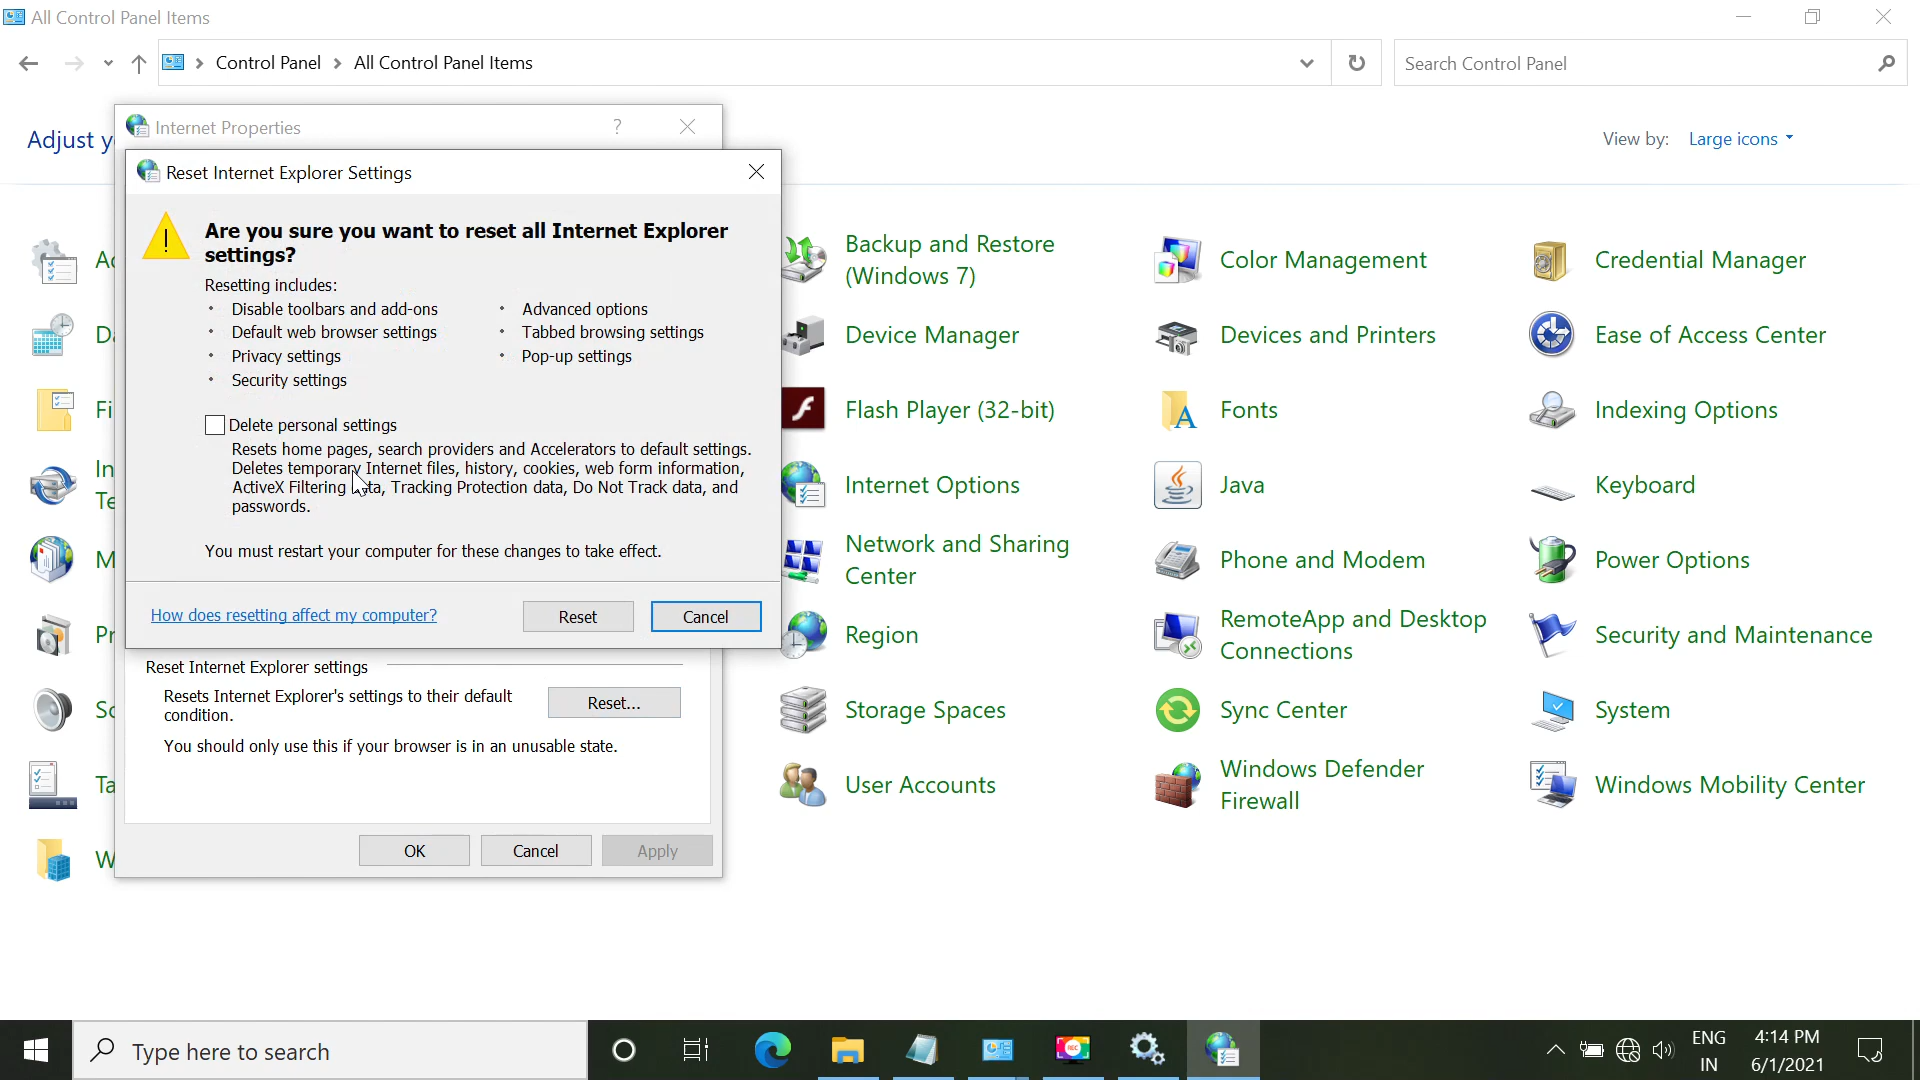 All Control Panel Items
Control Panel
All Control Panel Items
Search Control Panel
Adjust y
View by:
Large icons
Internet Properties
?
Reset Internet Explorer Settings
Are you sure you want to reset all Internet Explorer
settings?
Resetting includes:
• Disable toolbars and add-ons
• Default web browser settings
• Privacy settings
• Security settings
• Advanced options
• Tabbed browsing settings
• Pop-up settings
Delete personal settings
Resets home pages, search providers and Accelerators to default settings.
Deletes temporary Internet files, history, cookies, web form information,
ActiveX Filtering data, Tracking Protection data, Do Not Track data, and
passwords.
You must restart your computer for these changes to take effect.
How does resetting affect my computer?
Reset
Cancel
Reset Internet Explorer settings
Resets Internet Explorer's settings to their default
condition.
Reset...
You should only use this if your browser is in an unusable state.
OK
Cancel
Apply
Ac
Da
Fi
In
Te
M
Pr
So
Ta
W
Backup and Restore
(Windows 7)
Color Management
Credential Manager
Device Manager
Devices and Printers
Ease of Access Center
Flash Player (32-bit)
Fonts
Indexing Options
Internet Options
Java
Keyboard
Network and Sharing
Center
Phone and Modem
Power Options
Region
RemoteApp and Desktop
Connections
Security and Maintenance
Storage Spaces
Sync Center
System
User Accounts
Windows Defender
Firewall
Windows Mobility Center
Type here to search
REC
ENG
IN
4:14 PM
6/1/2021